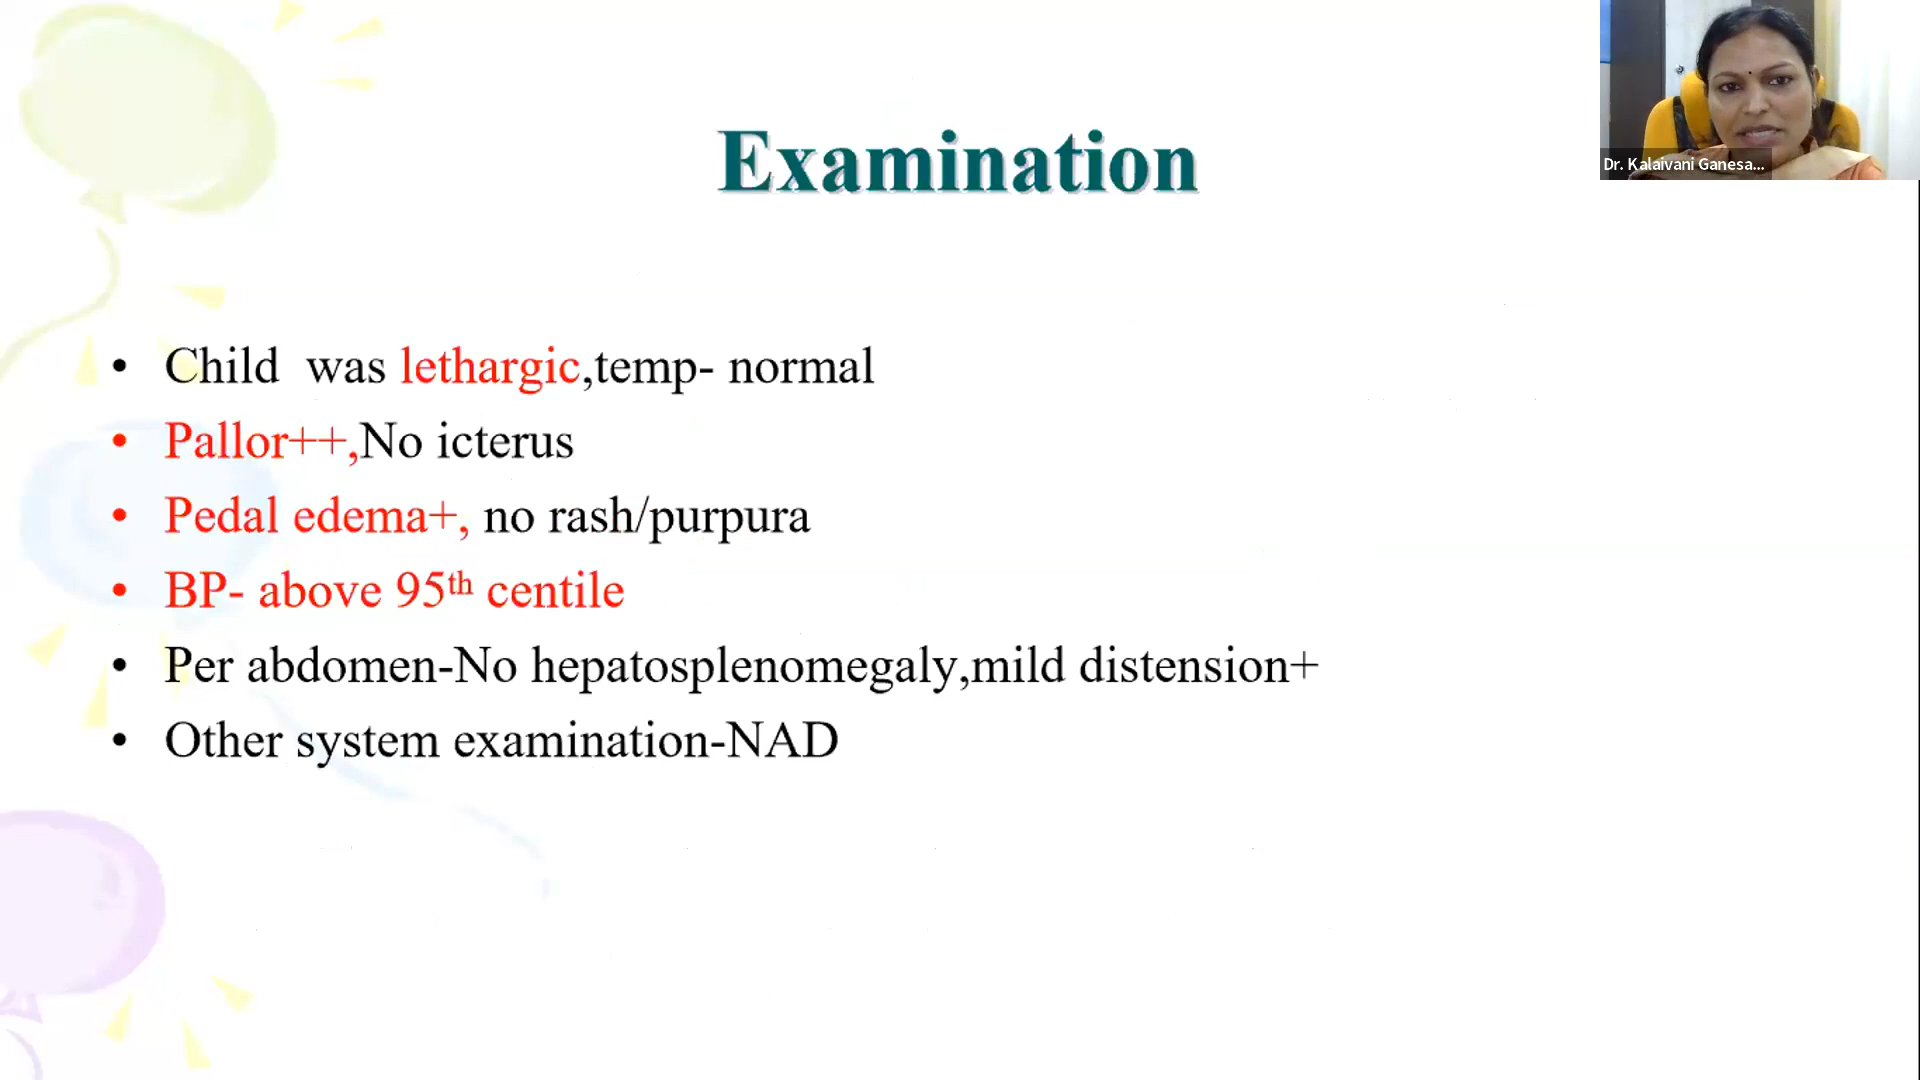 Examination
Dr. Kalaivani Ganesa...
• Child was lethargic,temp- normal
• Pallor++,No icterus
• Pedal edema+, no rash/purpura
• BP- above 95th centile
• Per abdomen-No hepatosplenomegaly,mild distension+
• Other system examination-NAD